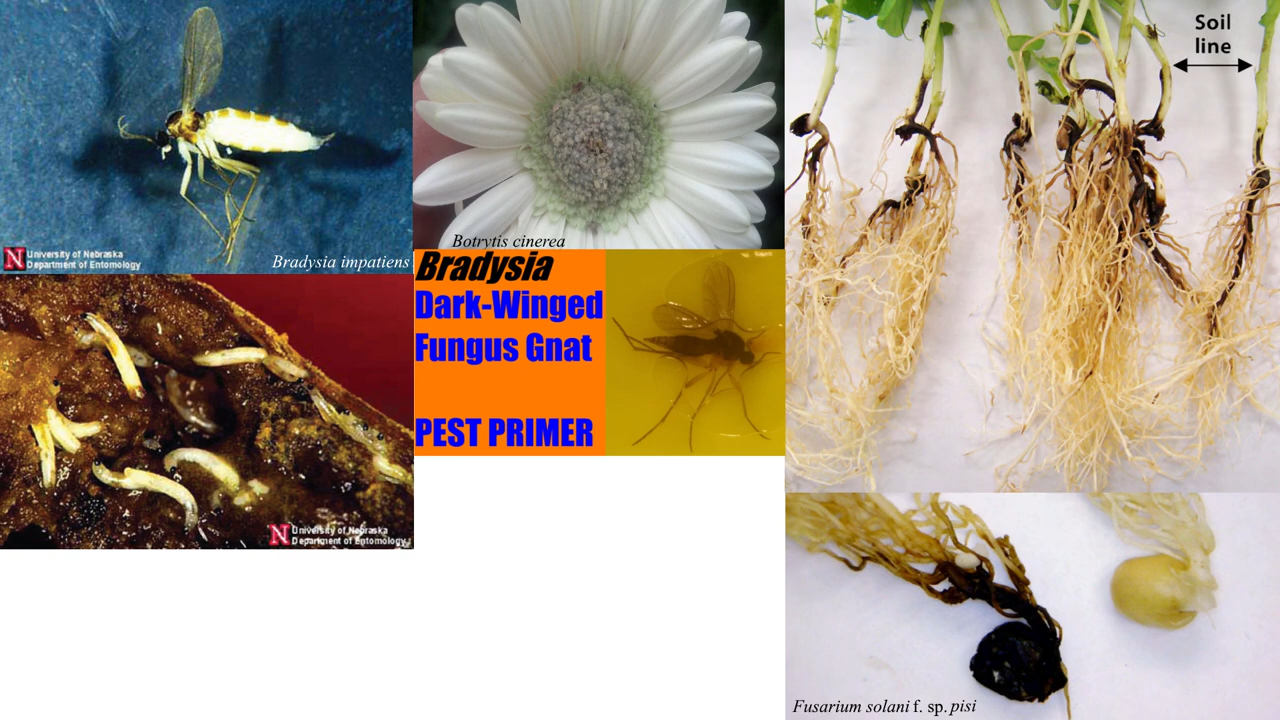 N University of Nebraska
Department of Entomology
Bradysia impatiens
Botrytis cinerea
Bradysia
Dark-Winged
Fungus Gnat
PEST PRIMER
N University of Nebraska
Department of Entomology
Soil
line
Fusarium solani f. sp. pisi